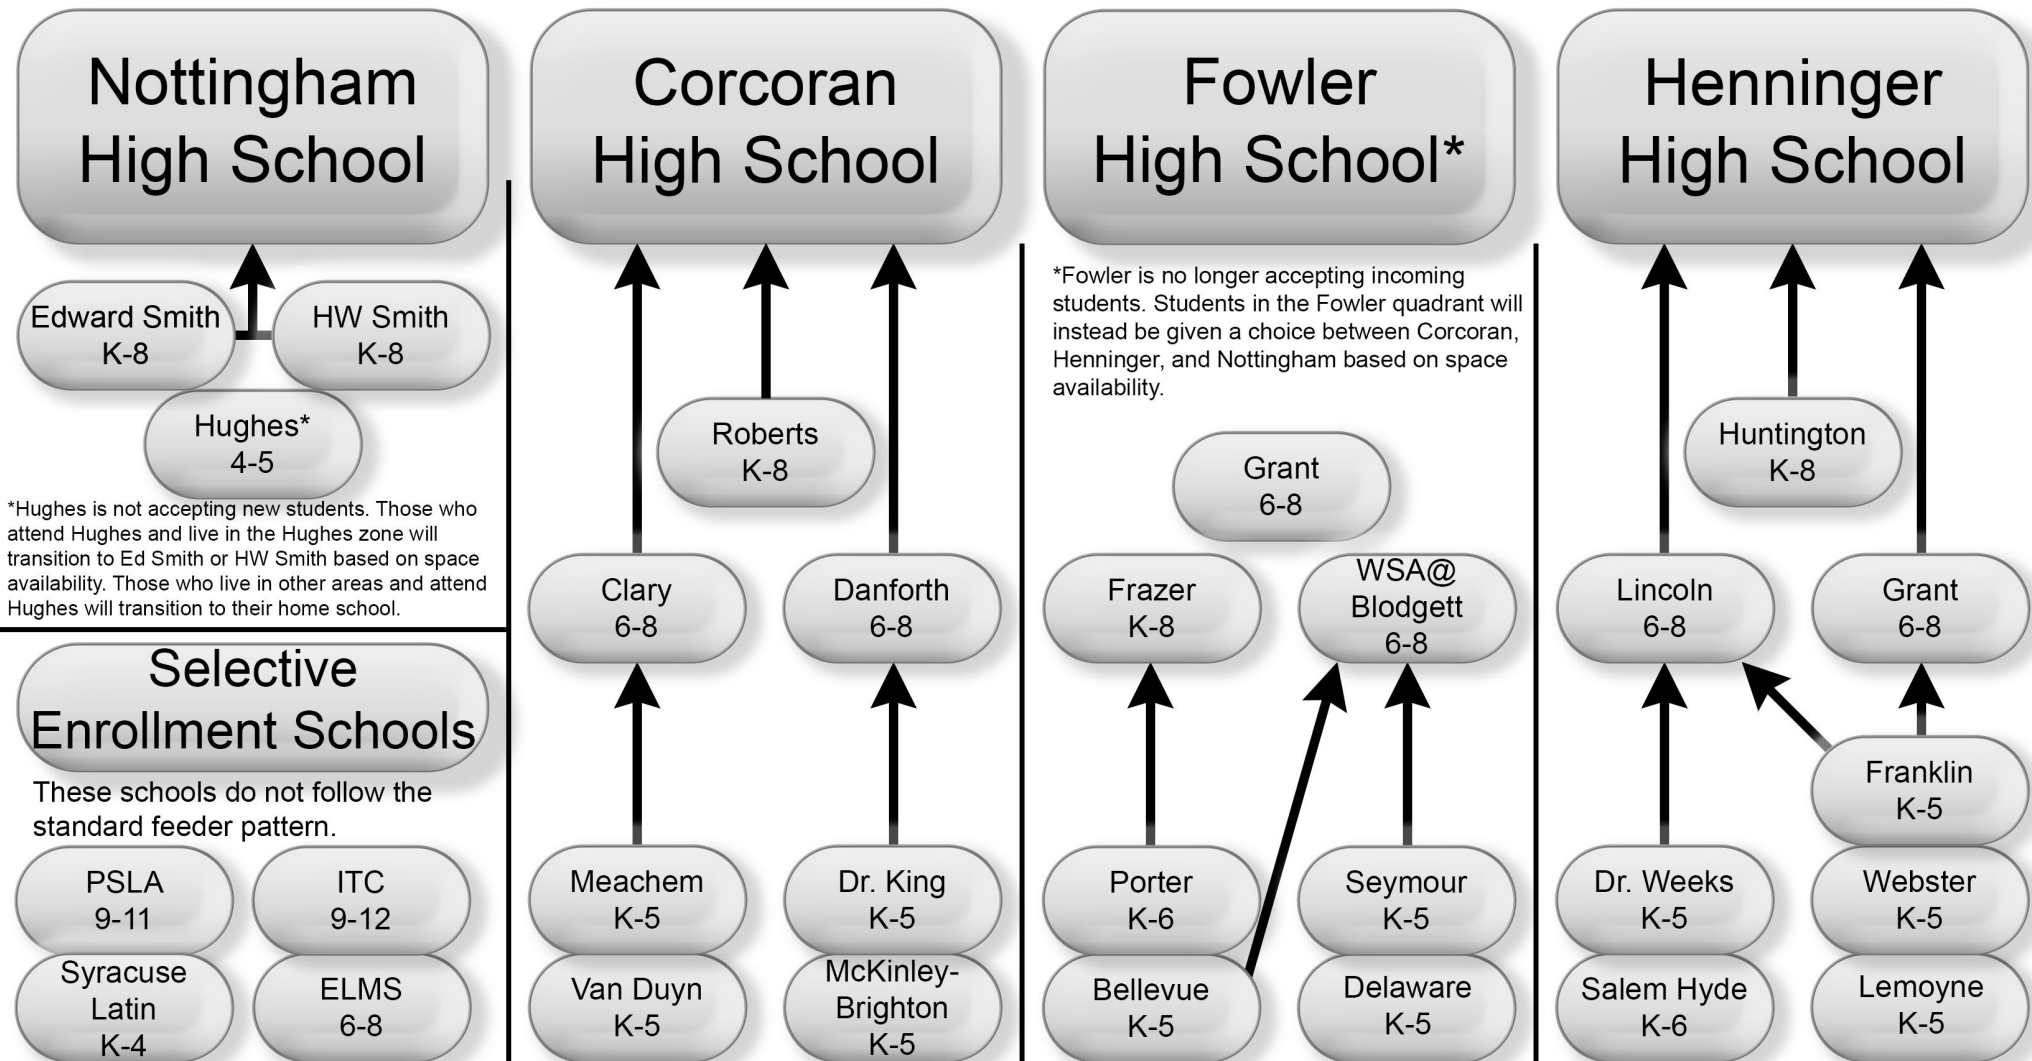 Nottingham
High School
Edward Smith
K-8
HW Smith
K-8
Hughes*
4-5
*Hughes is not accepting new students. Those who
attend Hughes and live in the Hughes zone will
transition to Ed Smith or HW Smith based on space
availability. Those who live in other areas and attend
Hughes will transition to their home school.
Selective
Enrollment Schools
These schools do not follow the
standard feeder pattern.
PSLA
9-11
ITC
9-12
Syracuse
Latin
K-4
ELMS
6-8
Corcoran
High School
Roberts
K-8
Clary
6-8
Danforth
6-8
Meachem
K-5
Dr. King
K-5
Van Duyn
K-5
McKinley-
Brighton
K-5
Fowler
High School*
*Fowler is no longer accepting incoming
students. Students in the Fowler quadrant will
instead be given a choice between Corcoran,
Henninger, and Nottingham based on space
availability.
Grant
6-8
Frazer
K-8
WSA@
Blodgett
6-8
Porter
K-6
Seymour
K-5
Bellevue
K-5
Delaware
K-5
Henninger
High School
Huntington
K-8
Lincoln
6-8
Grant
6-8
Franklin
K-5
Dr. Weeks
K-5
Webster
K-5
Salem Hyde
K-6
Lemoyne
K-5